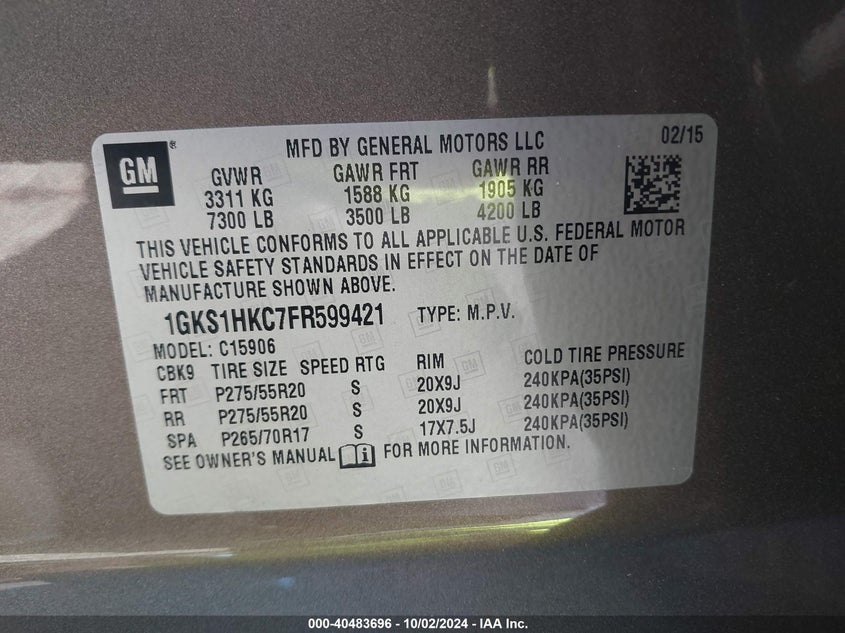 GM ®
MFD BY GENERAL MOTORS LLC 02/15
GVWR GAWR FRT GAWR RR
3311 KG 1588 KG 1905 KG
7300 LB 3500 LB 4200 LB
THIS VEHICLE CONFORMS TO ALL APPLICABLE U.S. FEDERAL MOTOR
VEHICLE SAFETY STANDARDS IN EFFECT ON THE DATE OF
MANUFACTURE SHOWN ABOVE.
1GKS1HKC7FR599421 TYPE: M.P.V.
MODEL: C15906
CBK9 TIRE SIZE SPEED RTG RIM COLD TIRE PRESSURE
FRT P275/55R20 S 20X9J 240KPA(35PSI)
RR P275/55R20 S 20X9J 240KPA(35PSI)
SPA P265/70R17 S 17X7.5J 240KPA(35PSI)
SEE OWNER'S MANUAL i FOR MORE INFORMATION.
000-40483696 - 10/02/2024 - IAA Inc.